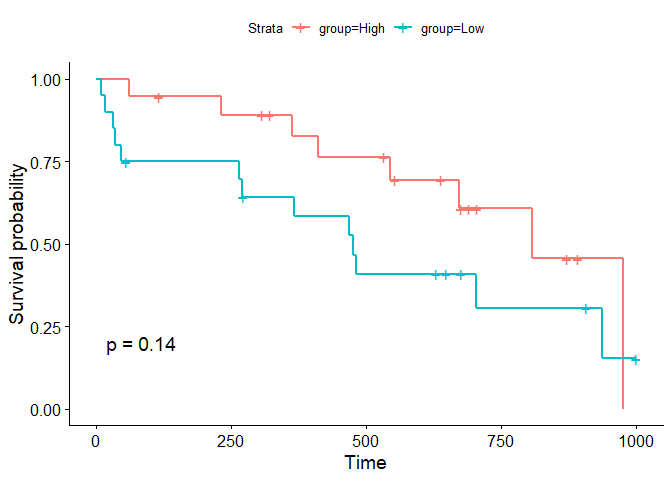 Strata group=High group=Low
1.00
0.75
0.50
0.25
0.00
Survival probability
p = 0.14
0 250 500 750 1000
Time